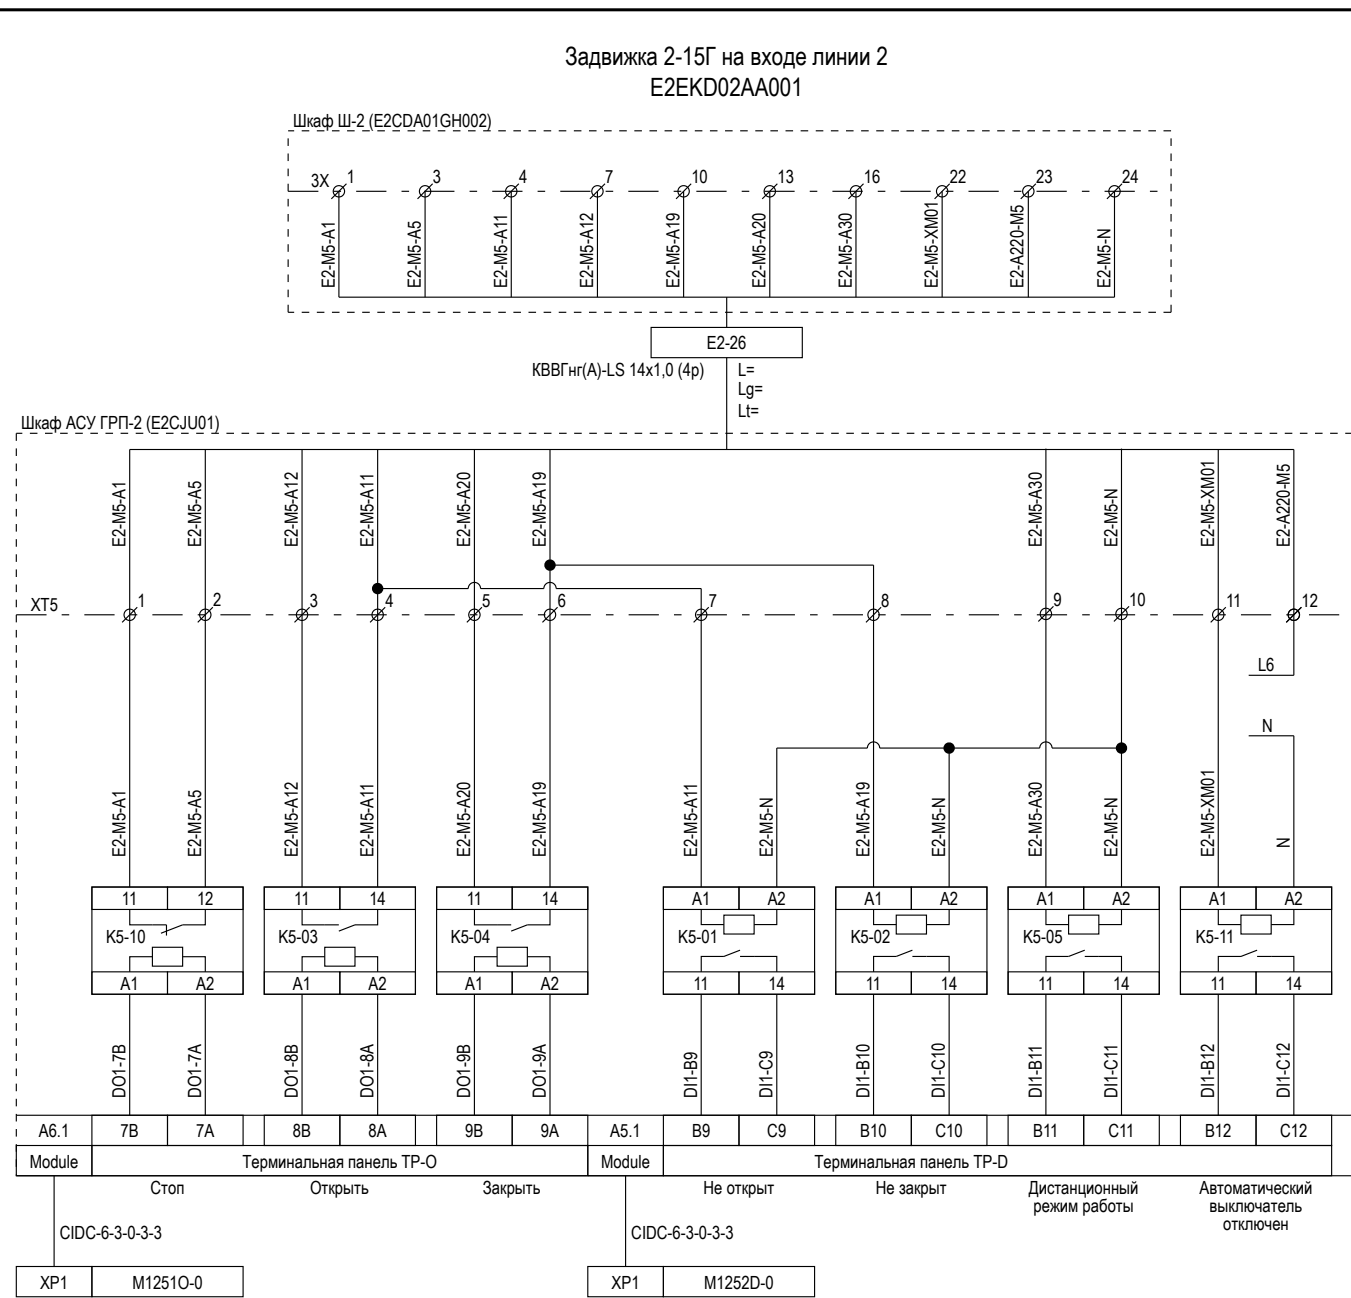 Задвижка 2-15Г на входе линии 2
E2EKD02AA001
Шкаф Ш-2 (E2CDA01GH002)
3X 1 3 4 7 10 13 16 22 23 24
E2-M5-A1 E2-M5-A5 E2-M5-A11 E2-M5-A12 E2-M5-A19 E2-M5-A20 E2-M5-A30 E2-M5-XM01 E2-A220-M5 E2-M5-N
E2-26
КВВГнг(А)-LS 14x1,0 (4р) L=
Lg=
Lt=
Шкаф АСУ ГРП-2 (E2CJU01)
E2-M5-A1 E2-M5-A5 E2-M5-A12 E2-M5-A11 E2-M5-A20 E2-M5-A19 E2-M5-A30 E2-M5-N E2-M5-XM01 E2-A220-M5
XT5 1 2 3 4 5 6 7 8 9 10 11 12
L6
N
E2-M5-A1 E2-M5-A5 E2-M5-A12 E2-M5-A11 E2-M5-A20 E2-M5-A19 E2-M5-A11 E2-M5-N E2-M5-A19 E2-M5-N E2-M5-A30 E2-M5-N E2-M5-XM01 N
11 12 11 14 11 14 A1 A2 A1 A2 A1 A2 A1 A2
K5-10 K5-03 K5-04 K5-01 K5-02 K5-05 K5-11
A1 A2 A1 A2 A1 A2 11 14 11 14 11 14 11 14
DO1-7B DO1-7A DO1-8B DO1-8A DO1-9B DO1-9A DI1-B9 DI1-C9 DI1-B10 DI1-C10 DI1-B11 DI1-C11 DI1-B12 DI1-C12
A6.1 7B 7A 8B 8A 9B 9A A5.1 B9 C9 B10 C10 B11 C11 B12 C12
Module Терминальная панель TP-O Module Терминальная панель TP-D
Стоп Открыть Закрыть Не открыт Не закрыт Дистанционный Автоматический
режим работы выключатель
отключен
CIDC-6-3-0-3-3 CIDC-6-3-0-3-3
XP1 M1251O-0 XP1 M1252D-0